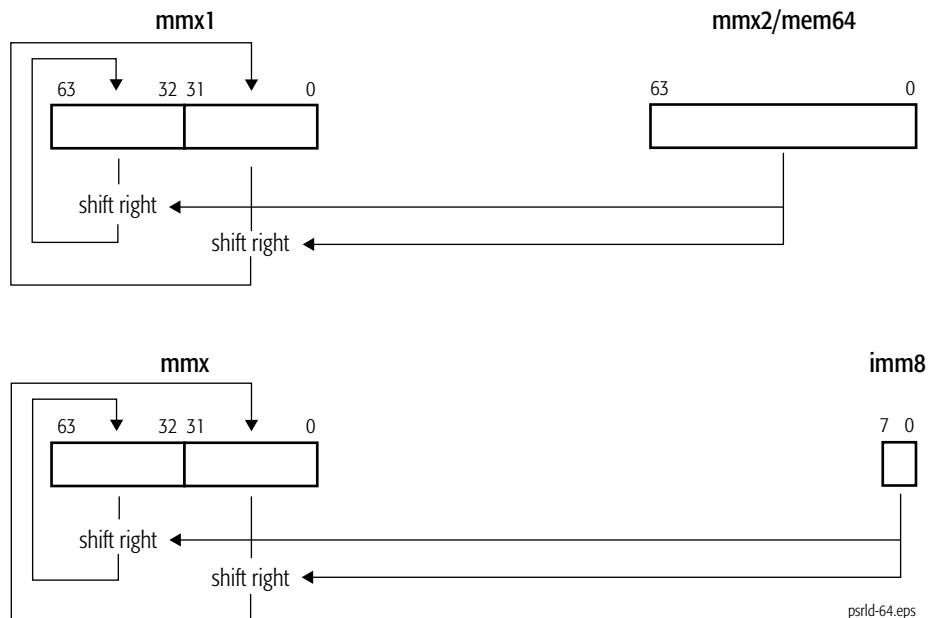 mmx1 mmx2/mem64
63 32 31 0 63 0
shift right
shift right
mmx imm8
63 32 31 0 7 0
shift right
shift right
psrld-64.eps